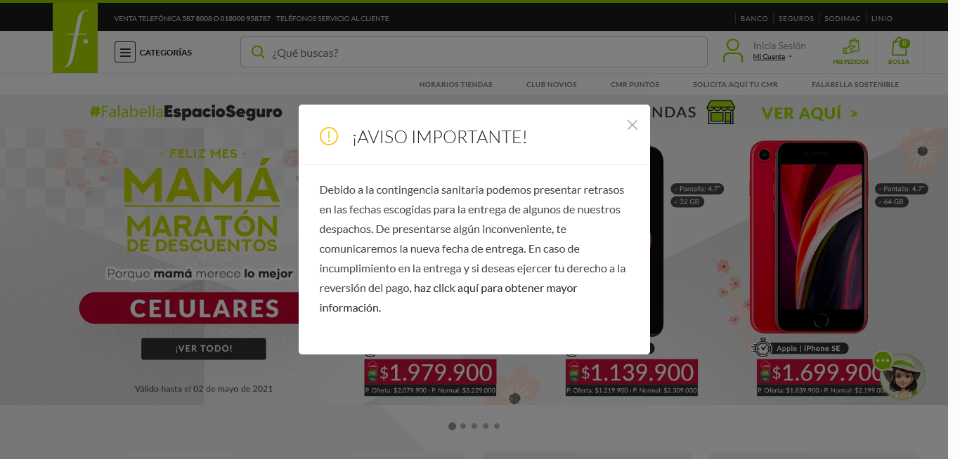 VENTA TELEFÓNICA 587 8008 O 018000 958787 TELÉFONOS SERVICIO AL CLIENTE
BANCO SEGUROS SODIMAC LINIO
f.
CATEGORÍAS
¿Qué buscas?
Inicia Sesión
Mi Cuenta
MIS PEDIDOS
0
BOLSA
HORARIOS TIENDAS CLUB NOVIOS CMR PUNTOS SOLICITA AQUÍ TU CMR FALABELLA SOSTENIBLE
#FalabellaEspacioSeguro
NDAS VER AQUÍ >
¡AVISO IMPORTANTE!
Debido a la contingencia sanitaria podemos presentar retrasos
en las fechas escogidas para la entrega de algunos de nuestros
despachos. De presentarse algún inconveniente, te
comunicaremos la nueva fecha de entrega. En caso de
incumplimiento en la entrega y si deseas ejercer tu derecho a la
reversión del pago, haz click aquí para obtener mayor
información.
• FELIZ MES •
MAMÁ
MARATÓN
DE DESCUENTOS
Porque mamá merece lo mejor
CELULARES
¡VER TODO!
Válido hasta el 02 de mayo de 2021
Pantalla: 4.7"
32 GB
Pantalla: 4.7"
64 GB
Apple | iPhone SE
$1.979.900
P. Oferta: $2.079.900 - P. Normal: $3.229.000
$1.139.900
P. Oferta: $1.219.900 - P. Normal: $2.309.000
$1.699.900
P. Oferta: $1.839.900 - P. Normal: $2.199.000